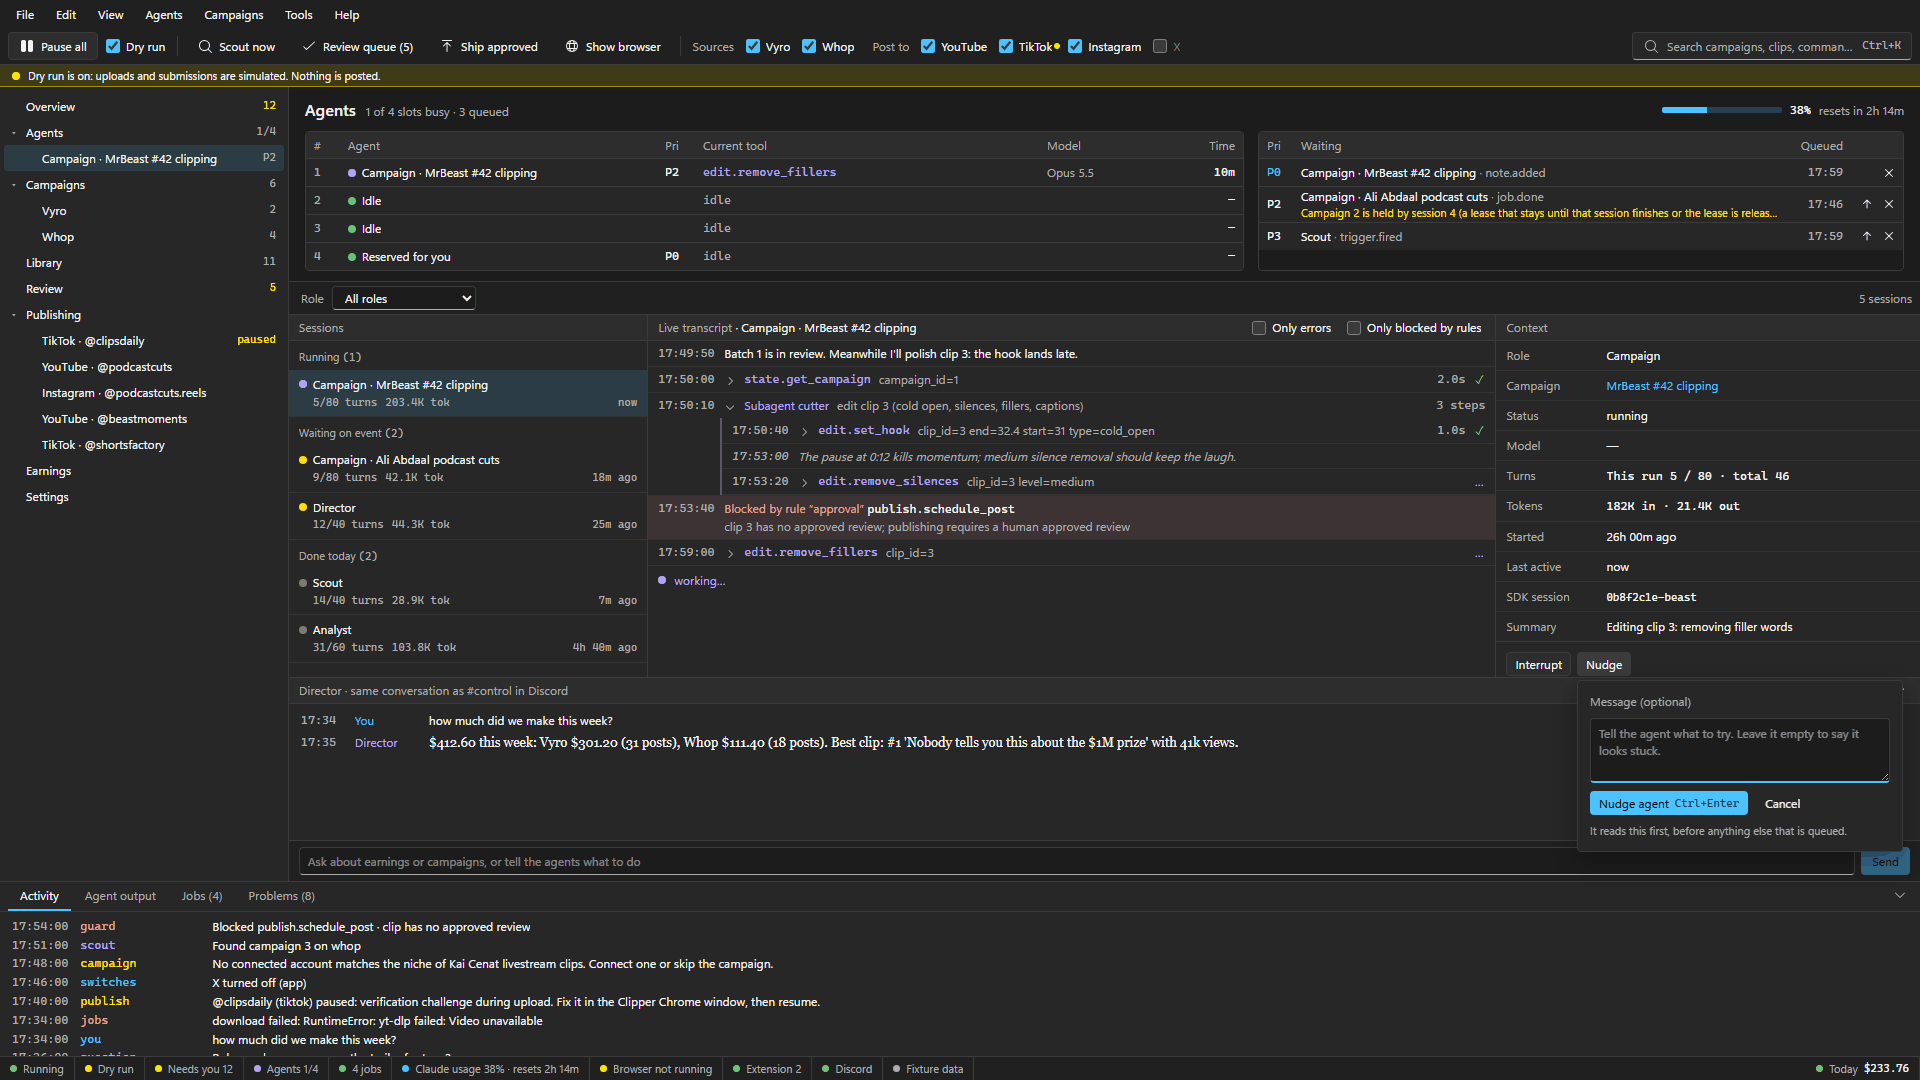 File Edit View Agents Campaigns Tools Help
Pause all Dry run Scout now Review queue (5) Ship approved Show browser Sources Vyro Whop Post to YouTube TikTok Instagram X Search campaigns, clips, comman... Ctrl+K
Dry run is on: uploads and submissions are simulated. Nothing is posted.
Overview 12
Agents 1/4
Campaign · MrBeast #42 clipping P2
Campaigns 6
Vyro 2
Whop 4
Library 11
Review 5
Publishing
TikTok · @clipsdaily paused
YouTube · @podcastcuts
Instagram · @podcastcuts.reels
YouTube · @beastmoments
TikTok · @shortsfactory
Earnings
Settings
Agents 1 of 4 slots busy · 3 queued 38% resets in 2h 14m
# Agent Pri Current tool Model Time
1 Campaign · MrBeast #42 clipping P2 edit.remove_fillers Opus 5.5 10m
2 Idle idle —
3 Idle idle —
4 Reserved for you P0 idle —
Pri Waiting Queued
P0 Campaign · MrBeast #42 clipping · note.added 17:59
P2 Campaign · Ali Abdaal podcast cuts · job.done 17:46
Campaign 2 is held by session 4 (a lease that stays until that session finishes or the lease is releas...
P3 Scout · trigger.fired 17:59
Role All roles 5 sessions
Sessions
Running (1)
Campaign · MrBeast #42 clipping
5/80 turns 203.4K tok now
Waiting on event (2)
Campaign · Ali Abdaal podcast cuts
9/80 turns 42.1K tok 18m ago
Director
12/40 turns 44.3K tok 25m ago
Done today (2)
Scout
14/40 turns 28.9K tok 7m ago
Analyst
31/60 turns 103.8K tok 4h 40m ago
Live transcript · Campaign · MrBeast #42 clipping Only errors Only blocked by rules
17:49:50 Batch 1 is in review. Meanwhile I'll polish clip 3: the hook lands late.
17:50:00 state.get_campaign campaign_id=1 2.0s ✓
17:50:10 Subagent cutter edit clip 3 (cold open, silences, fillers, captions) 3 steps
17:50:40 edit.set_hook clip_id=3 end=32.4 start=31 type=cold_open 1.0s ✓
17:53:00 The pause at 0:12 kills momentum; medium silence removal should keep the laugh.
17:53:20 edit.remove_silences clip_id=3 level=medium ...
17:53:40 Blocked by rule “approval” publish.schedule_post
clip 3 has no approved review; publishing requires a human approved review
17:59:00 edit.remove_fillers clip_id=3 ...
working...
Context
Role Campaign
Campaign MrBeast #42 clipping
Status running
Model —
Turns This run 5 / 80 · total 46
Tokens 182K in · 21.4K out
Started 26h 00m ago
Last active now
SDK session 0b8f2c1e-beast
Summary Editing clip 3: removing filler words
Interrupt Nudge
Message (optional)
Tell the agent what to try. Leave it empty to say it
looks stuck.
Nudge agent Ctrl+Enter Cancel
It reads this first, before anything else that is queued.
Director · same conversation as #control in Discord
17:34 You how much did we make this week?
17:35 Director $412.60 this week: Vyro $301.20 (31 posts), Whop $111.40 (18 posts). Best clip: #1 'Nobody tells you this about the $1M prize' with 41k views.
Ask about earnings or campaigns, or tell the agents what to do Send
Activity Agent output Jobs (4) Problems (8)
17:54:00 guard Blocked publish.schedule_post · clip has no approved review
17:51:00 scout Found campaign 3 on whop
17:48:00 campaign No connected account matches the niche of Kai Cenat livestream clips. Connect one or skip the campaign.
17:46:00 switches X turned off (app)
17:40:00 publish @clipsdaily (tiktok) paused: verification challenge during upload. Fix it in the Clipper Chrome window, then resume.
17:34:00 jobs download failed: RuntimeError: yt-dlp failed: Video unavailable
17:34:00 you how much did we make this week?
Running Dry run Needs you 12 Agents 1/4 4 jobs Claude usage 38% · resets 2h 14m Browser not running Extension 2 Discord Fixture data Today $233.76